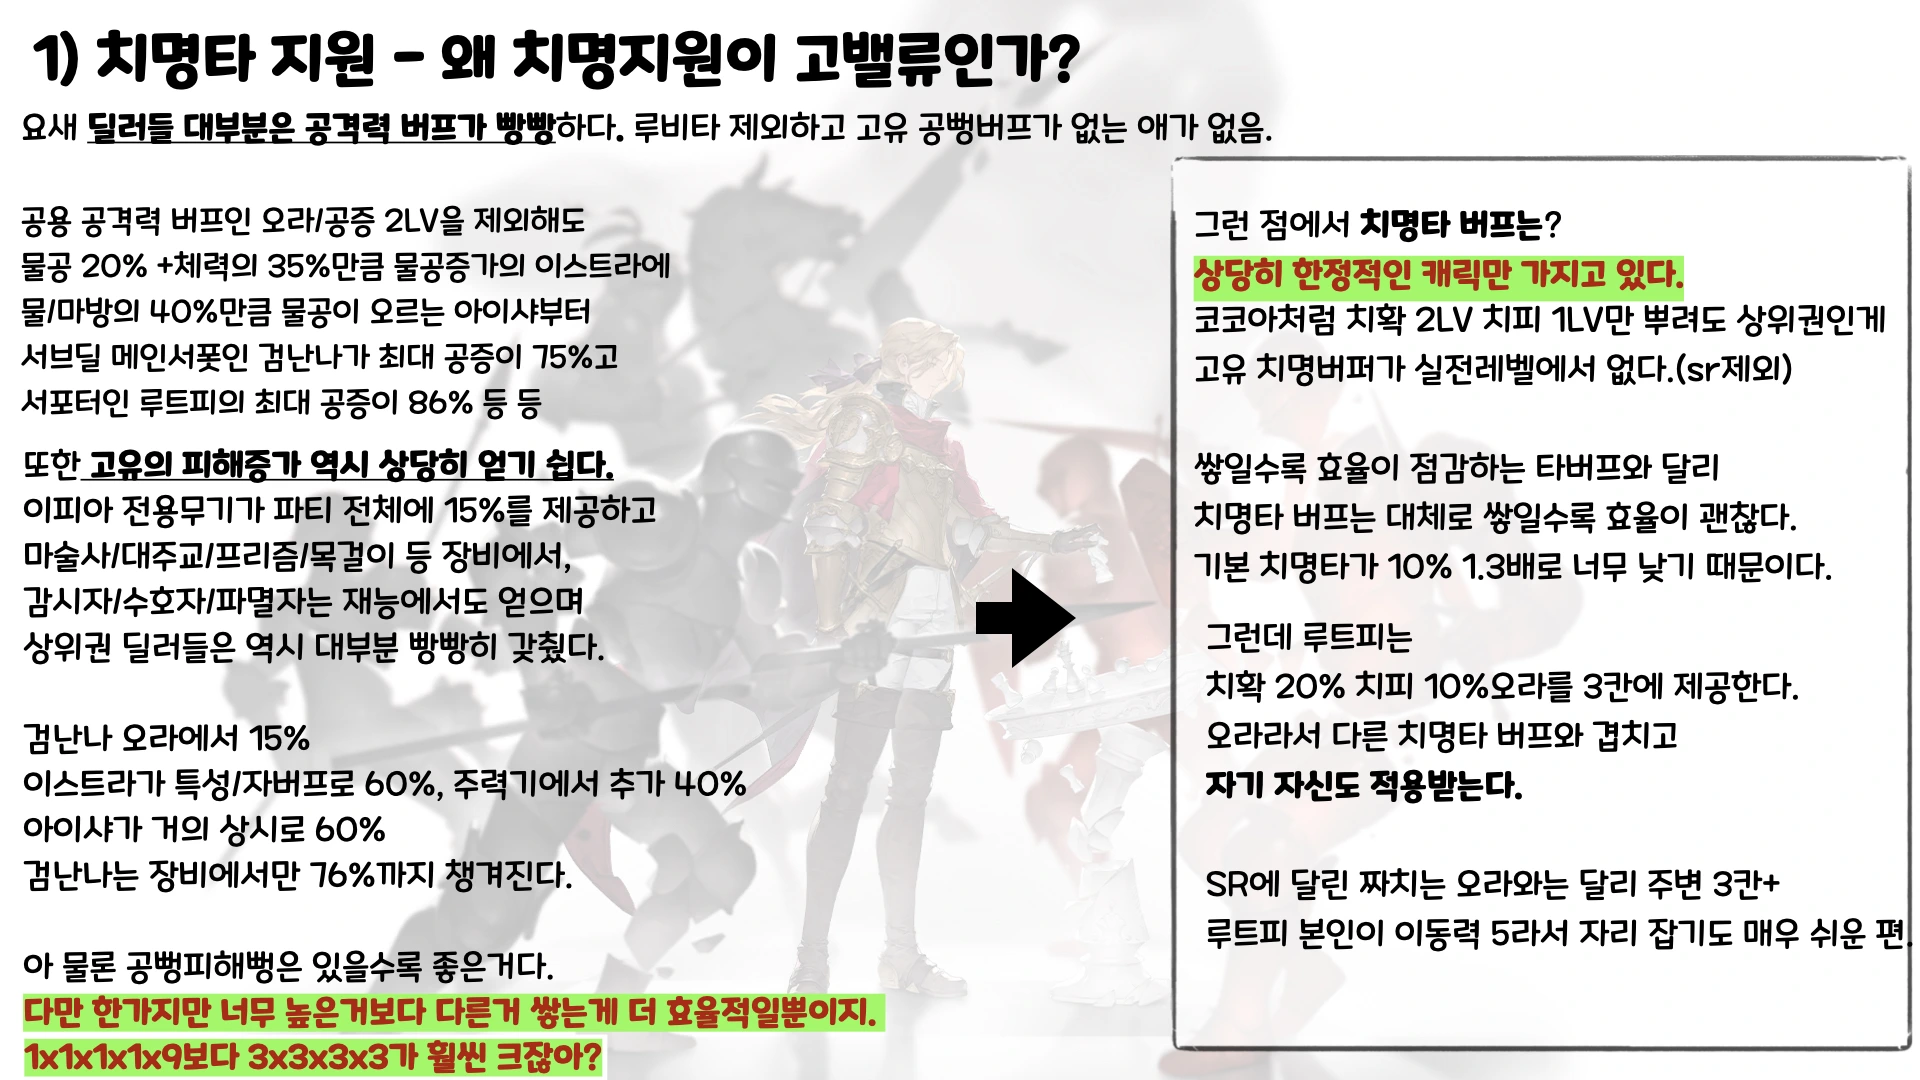 1) 치명타 지원 - 왜 치명지원이 고밸류인가?
요새 딜러들 대부분은 공격력 버프가 빵빵하다. 루비타 제외하고 고유 공뻥버프가 없는 애가 없음.
공용 공격력 버프인 오라/공증 2LV을 제외해도
물공 20% +체력의 35%만큼 물공증가의 이스트라에
물/마방의 40%만큼 물공이 오르는 아이샤부터
서브딜 메인서폿인 검난나가 최대 공증이 75%고
서포터인 루트피의 최대 공증이 86% 등 등
또한 고유의 피해증가 역시 상당히 얻기 쉽다.
이피아 전용무기가 파티 전체에 15%를 제공하고
마술사/대주교/프리즘/목걸이 등 장비에서,
감시자/수호자/파멸자는 재능에서도 얻으며
상위권 딜러들은 역시 대부분 빵빵히 갖췄다.
검난나 오라에서 15%
이스트라가 특성/자버프로 60%, 주력기에서 추가 40%
아이샤가 거의 상시로 60%
검난나는 장비에서만 76%까지 챙겨진다.
아 물론 공뻥피해뻥은 있을수록 좋은거다.
다만 한가지만 너무 높은거보다 다른거 쌓는게 더 효율적일뿐이지.
1x1x1x1x9보다 3x3x3x3가 훨씬 크잖아?
그런 점에서 치명타 버프는?
상당히 한정적인 캐릭만 가지고 있다.
코코아처럼 치확 2LV 치피 1LV만 뿌려도 상위권인게
고유 치명버퍼가 실전레벨에서 없다.(sr제외)
쌓일수록 효율이 점감하는 타버프와 달리
치명타 버프는 대체로 쌓일수록 효율이 괜찮다.
기본 치명타가 10% 1.3배로 너무 낮기 때문이다.
그런데 루트피는
치확 20% 치피 10%오라를 3칸에 제공한다.
오라라서 다른 치명타 버프와 겹치고
자기 자신도 적용받는다.
SR에 달린 짜치는 오라와는 달리 주변 3칸+
루트피 본인이 이동력 5라서 자리 잡기도 매우 쉬운 편.